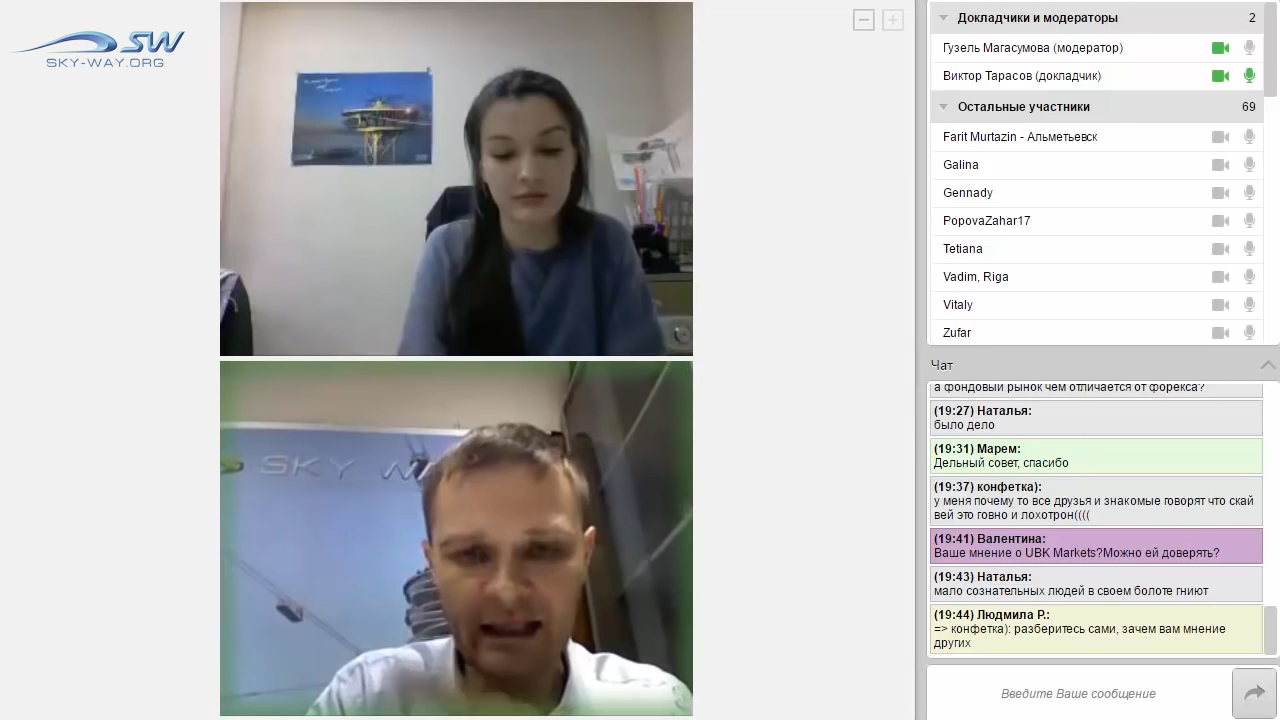 SW
SKY-WAY.ORG
SKY WA
Докладчики и модераторы 2
Гузель Магасумова (модератор)
Виктор Тарасов (докладчик)
Остальные участники 69
Farit Murtazin - Альметьевск
Galina
Gennady
PopovaZahar17
Tetiana
Vadim, Riga
Vitaly
Zufar
Чат
а фондовый рынок чем отличается от форекса?
(19:27) Наталья:
было дело
(19:31) Марем:
Дельный совет, спасибо
(19:37) конфетка):
у меня почему то все друзья и знакомые говорят что скай
вей это говно и лохотрон((((
(19:41) Валентина:
Ваше мнение о UBK Markets?Можно ей доверять?
(19:43) Наталья:
мало сознательных людей в своем болоте гниют
(19:44) Людмила Р.:
=> конфетка): разберитесь сами, зачем вам мнение
других
Введите Ваше сообщение